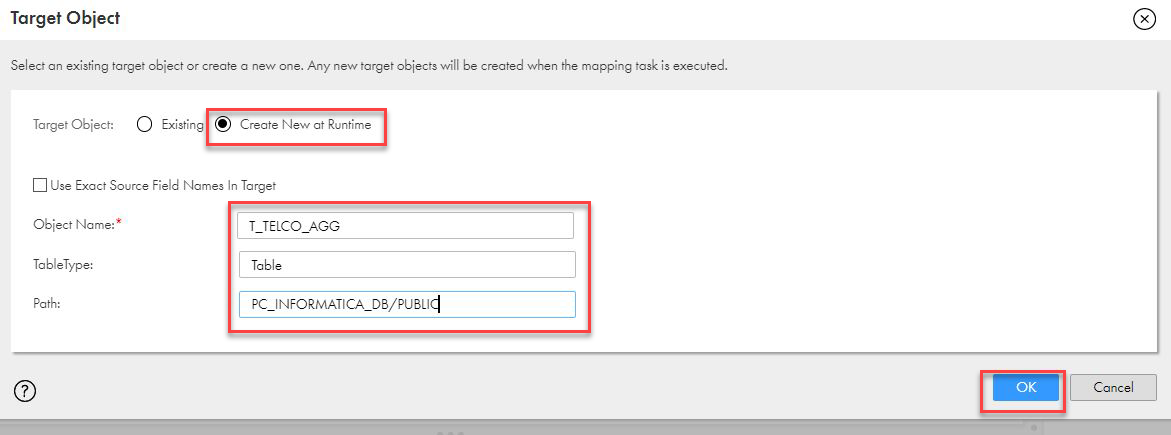 Target Object
Select an existing target object or create a new one. Any new target objects will be created when the mapping task is executed.
Target Object: Existing Create New at Runtime
Use Exact Source Field Names In Target
Object Name:* T_TELCO_AGG
TableType: Table
Path: PC_INFORMATICA_DB/PUBLIC
? OK Cancel